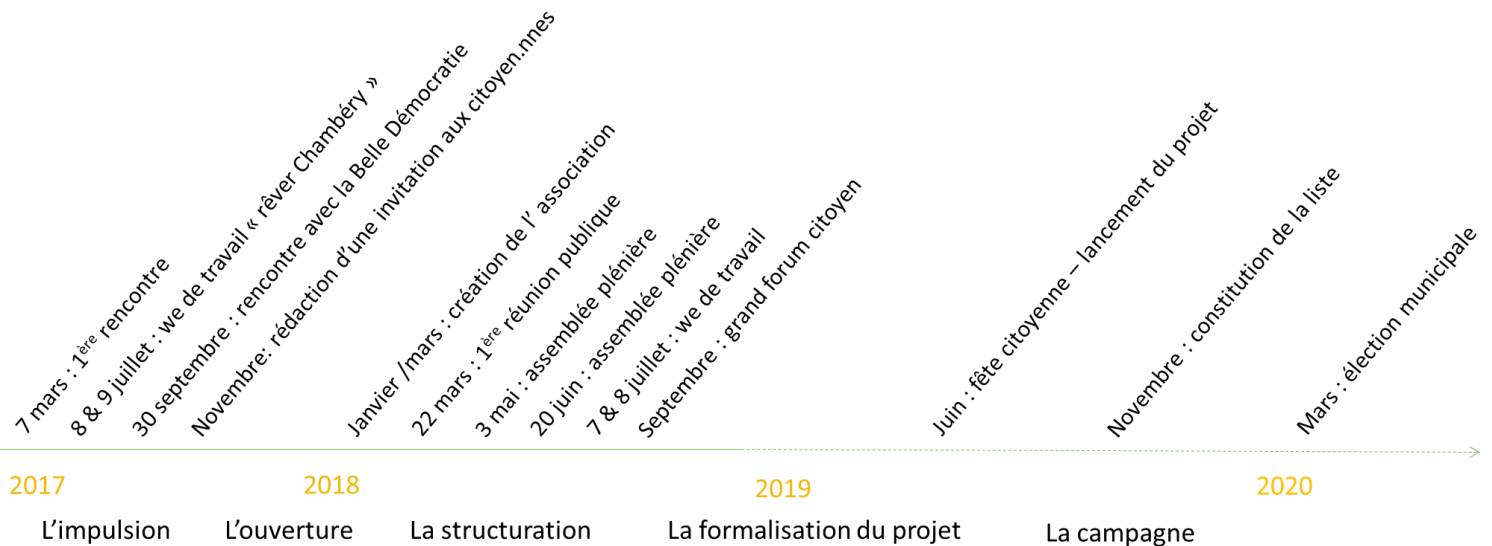 7 mars : 1ère rencontre
8 & 9 juillet : we de travail « rêver Chambéry »
30 septembre : rencontre avec la Belle Démocratie
Novembre: rédaction d’une invitation aux citoyen.nnes
Janvier /mars : création de l’ association
22 mars : 1ère réunion publique
3 mai : assemblée plénière
20 juin : assemblée plénière
7 & 8 juillet : we de travail
Septembre : grand forum citoyen
Juin : fête citoyenne – lancement du projet
Novembre : constitution de la liste
Mars : élection municipale
2017
2018
2019
2020
L’impulsion
L’ouverture
La structuration
La formalisation du projet
La campagne